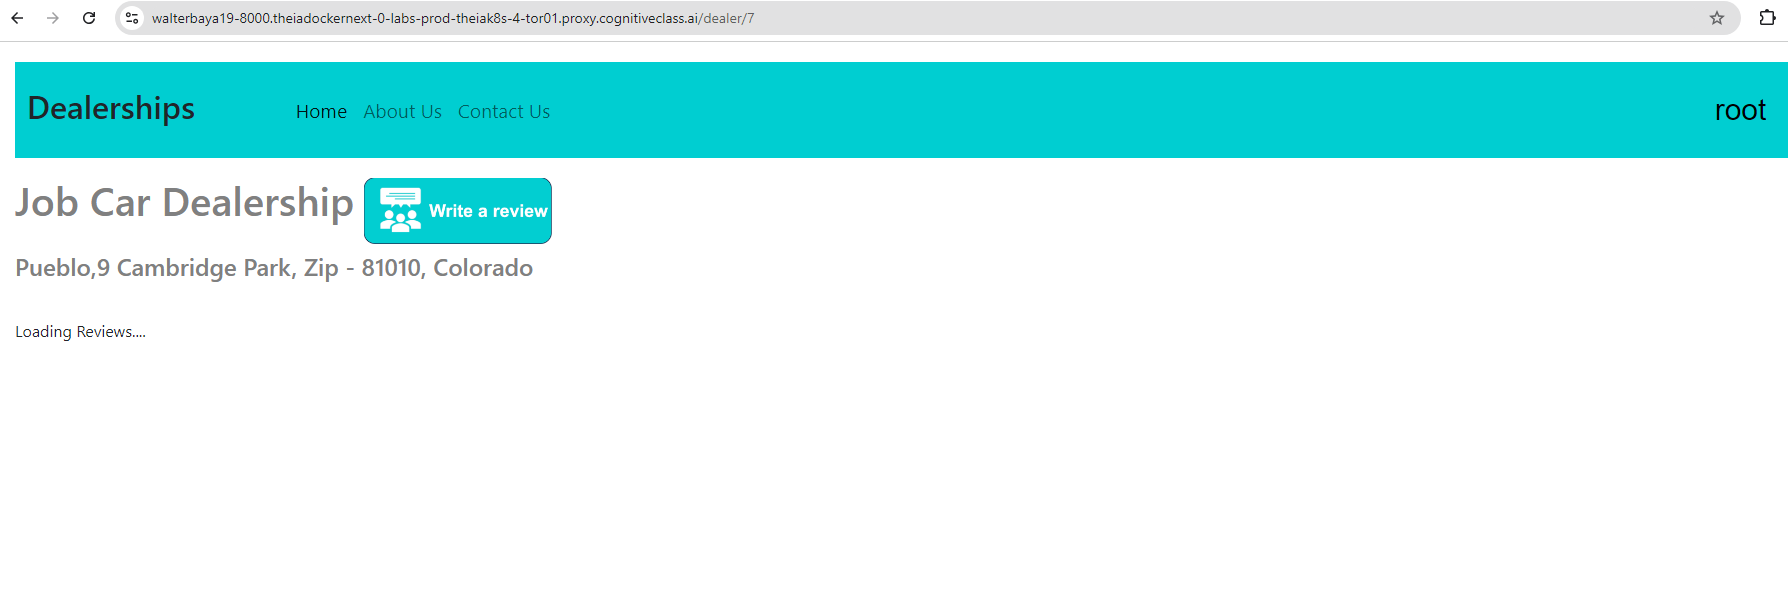 walterbaya19-8000.theiadockernext-0-labs-prod-theiak8s-4-tor01.proxy.cognitiveclass.ai/dealer/7
Dealerships Home About Us Contact Us root
Job Car Dealership Write a review
Pueblo,9 Cambridge Park, Zip - 81010, Colorado
Loading Reviews....